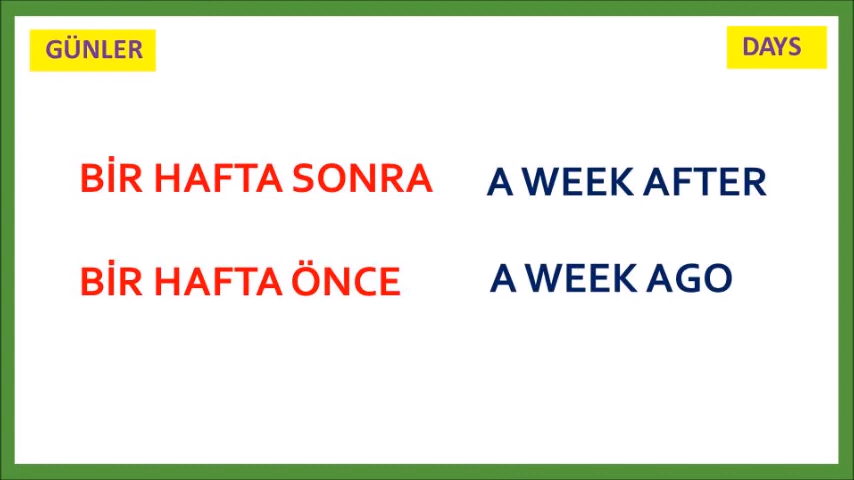 GÜNLER
DAYS
BİR HAFTA SONRA
A WEEK AFTER
BİR HAFTA ÖNCE
A WEEK AGO